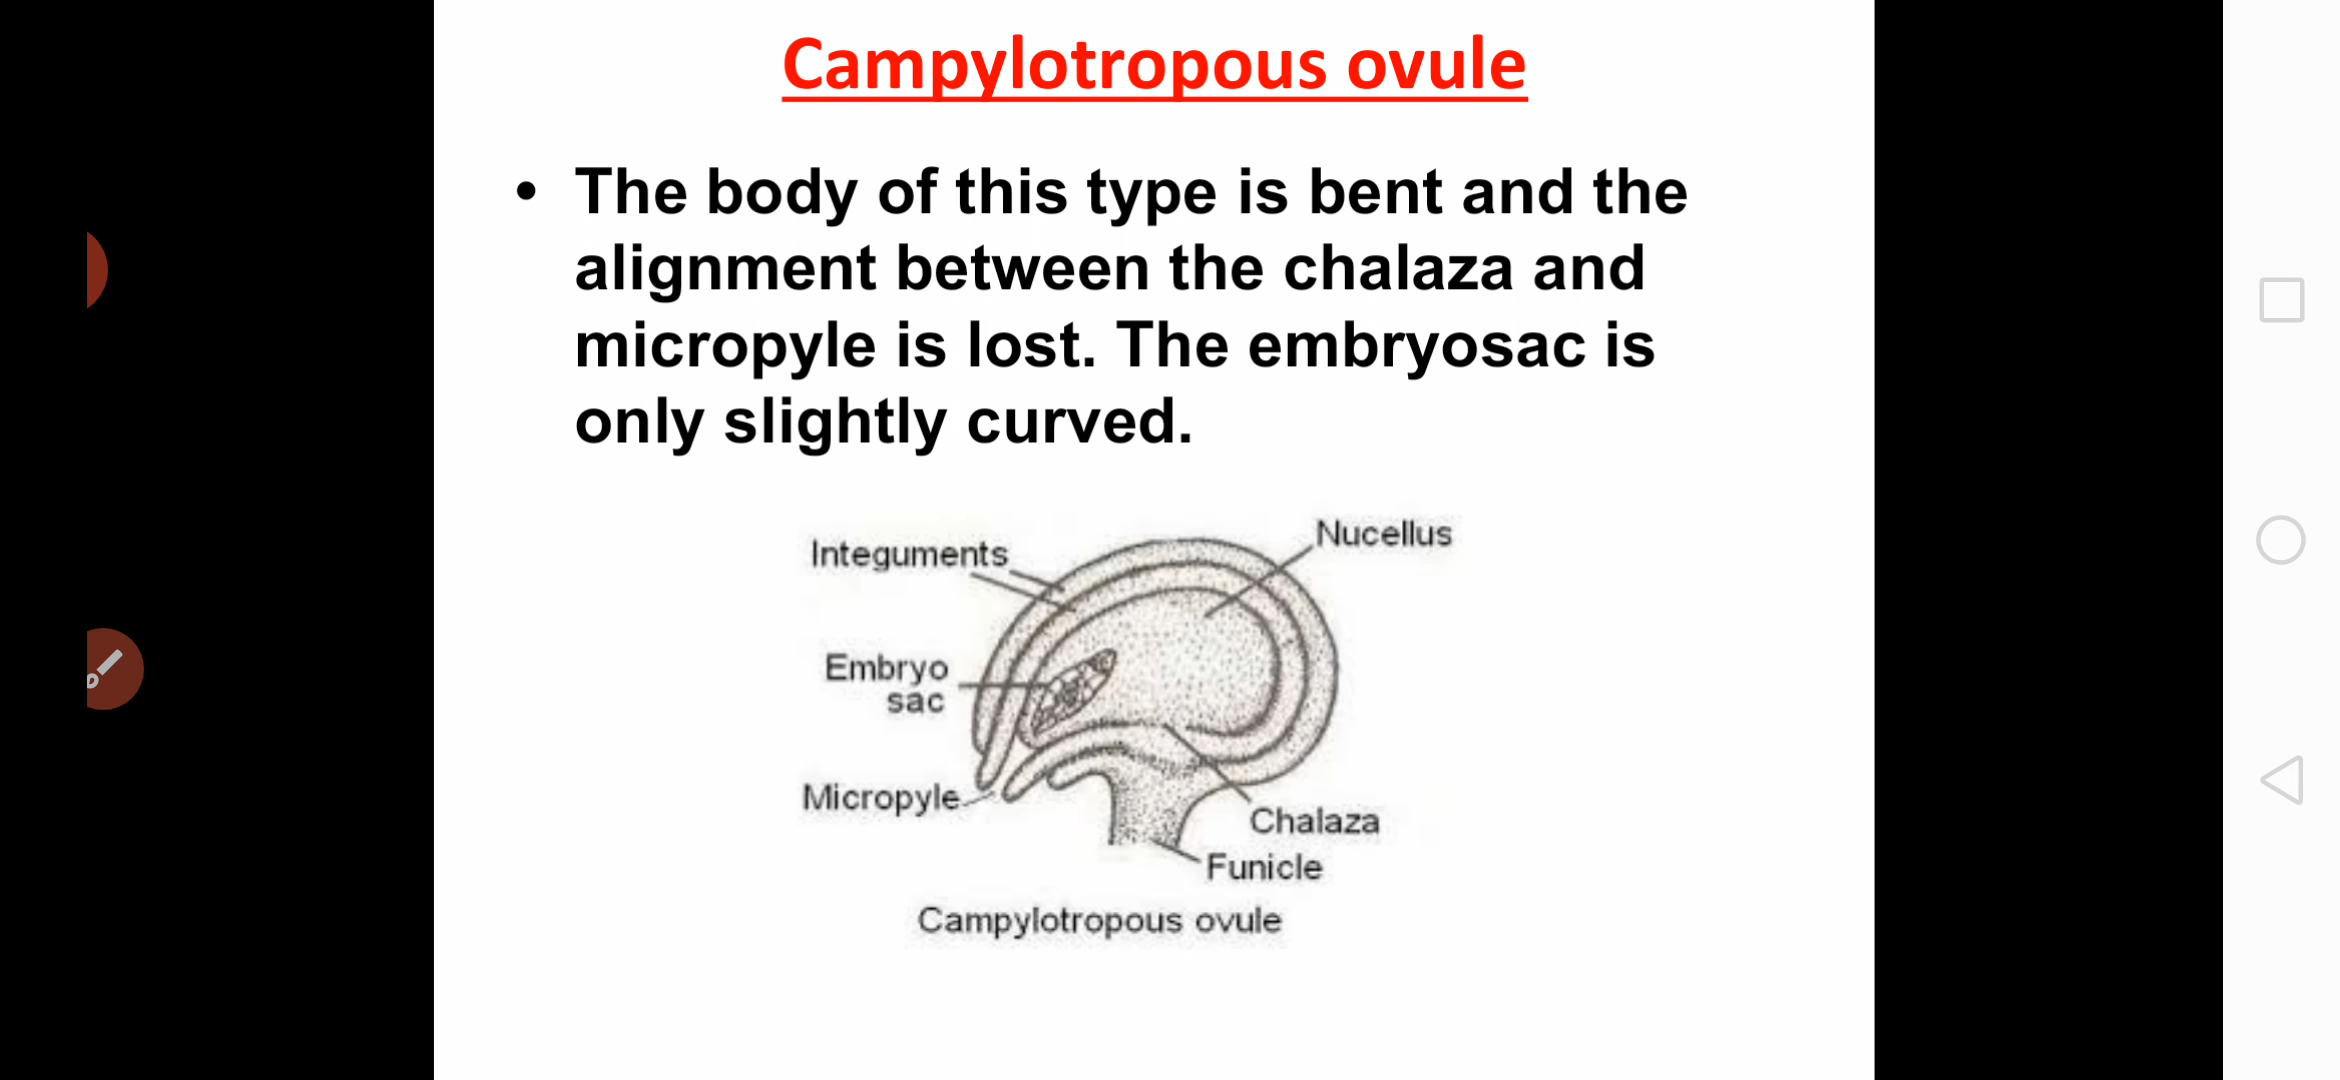 Campylotropous ovule
• The body of this type is bent and the
alignment between the chalaza and
micropyle is lost. The embryosac is
only slightly curved.
Nucellus
Integuments
Embryo
sac
Micropyle
Chalaza
Funicle
Campylotropous ovule